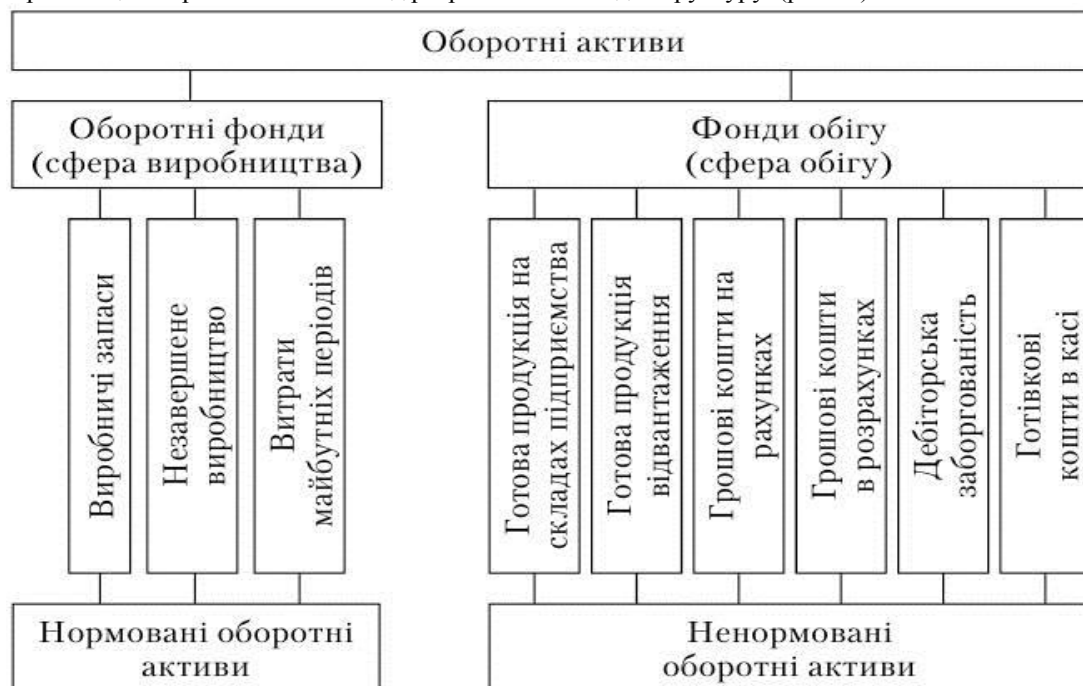 Оборотні активи
Оборотні фонди
(сфера виробництва)
Фонди обігу
(сфера обігу)
Виробничі запаси
Незавершене
виробництво
Витрати
майбутніх періодів
Готова продукція на
складах підприємства
Готова продукція
відвантаження
Грошові кошти на
рахунках
Грошові кошти
в розрахунках
Дебіторська
заборгованість
Готівкові
кошти в касі
Нормовані оборотні
активи
Ненормовані
оборотні активи